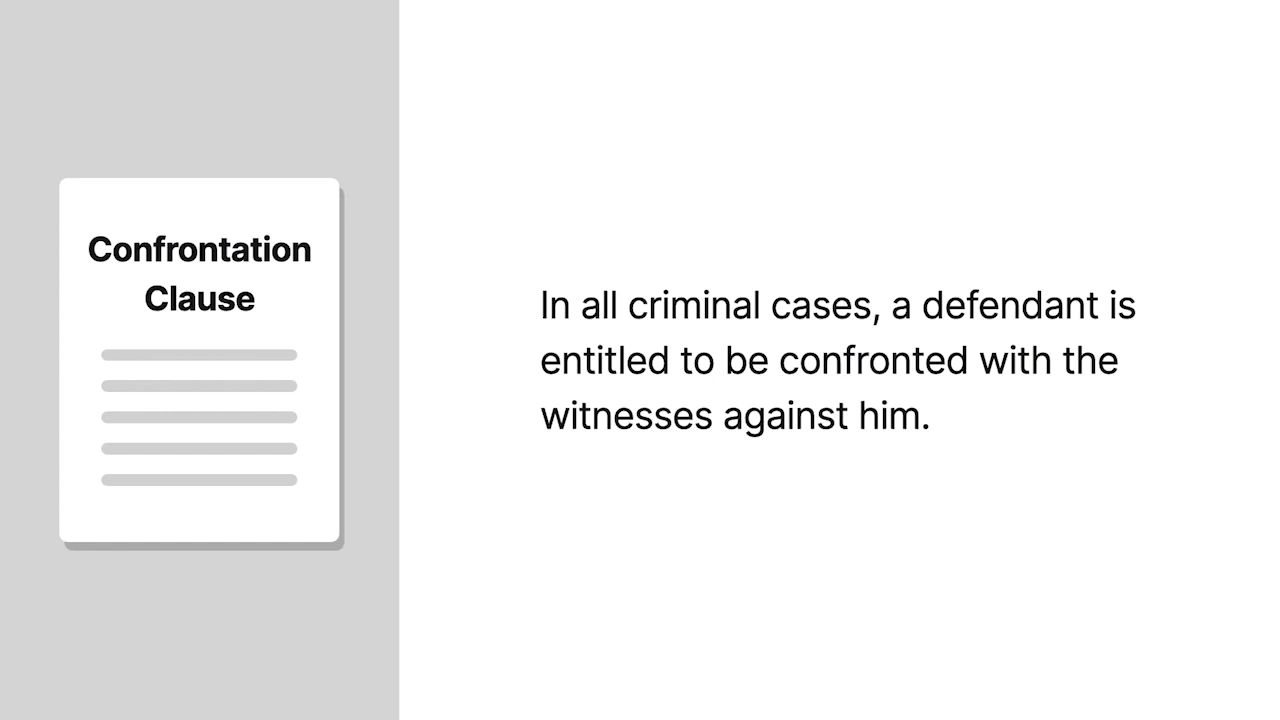 Confrontation
Clause
In all criminal cases, a defendant is
entitled to be confronted with the
witnesses against him.